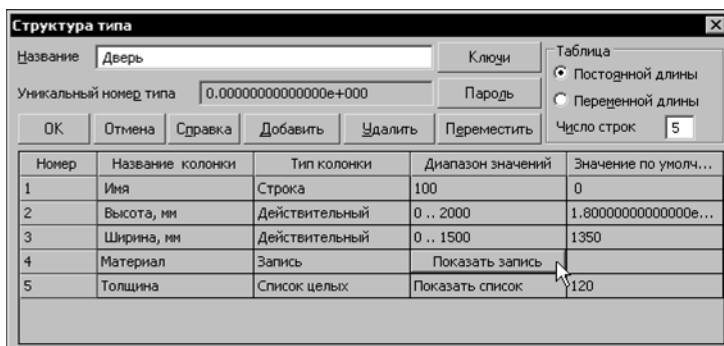 Структура типа
Название Дверь Ключи Таблица
Постоянной длины
Уникальный номер типа 0.00000000000000e+000 Пароль Переменной длины
ОК Отмена Справка Добавить Удалить Переместить Число строк 5
Номер Название колонки Тип колонки Диапазон значений Значение по умолч...
1 Имя Строка 100 0
2 Высота, мм Действительный 0 .. 2000 1.80000000000000e...
3 Ширина, мм Действительный 0 .. 1500 1350
4 Материал Запись Показать запись
5 Толщина Список целых Показать список 120